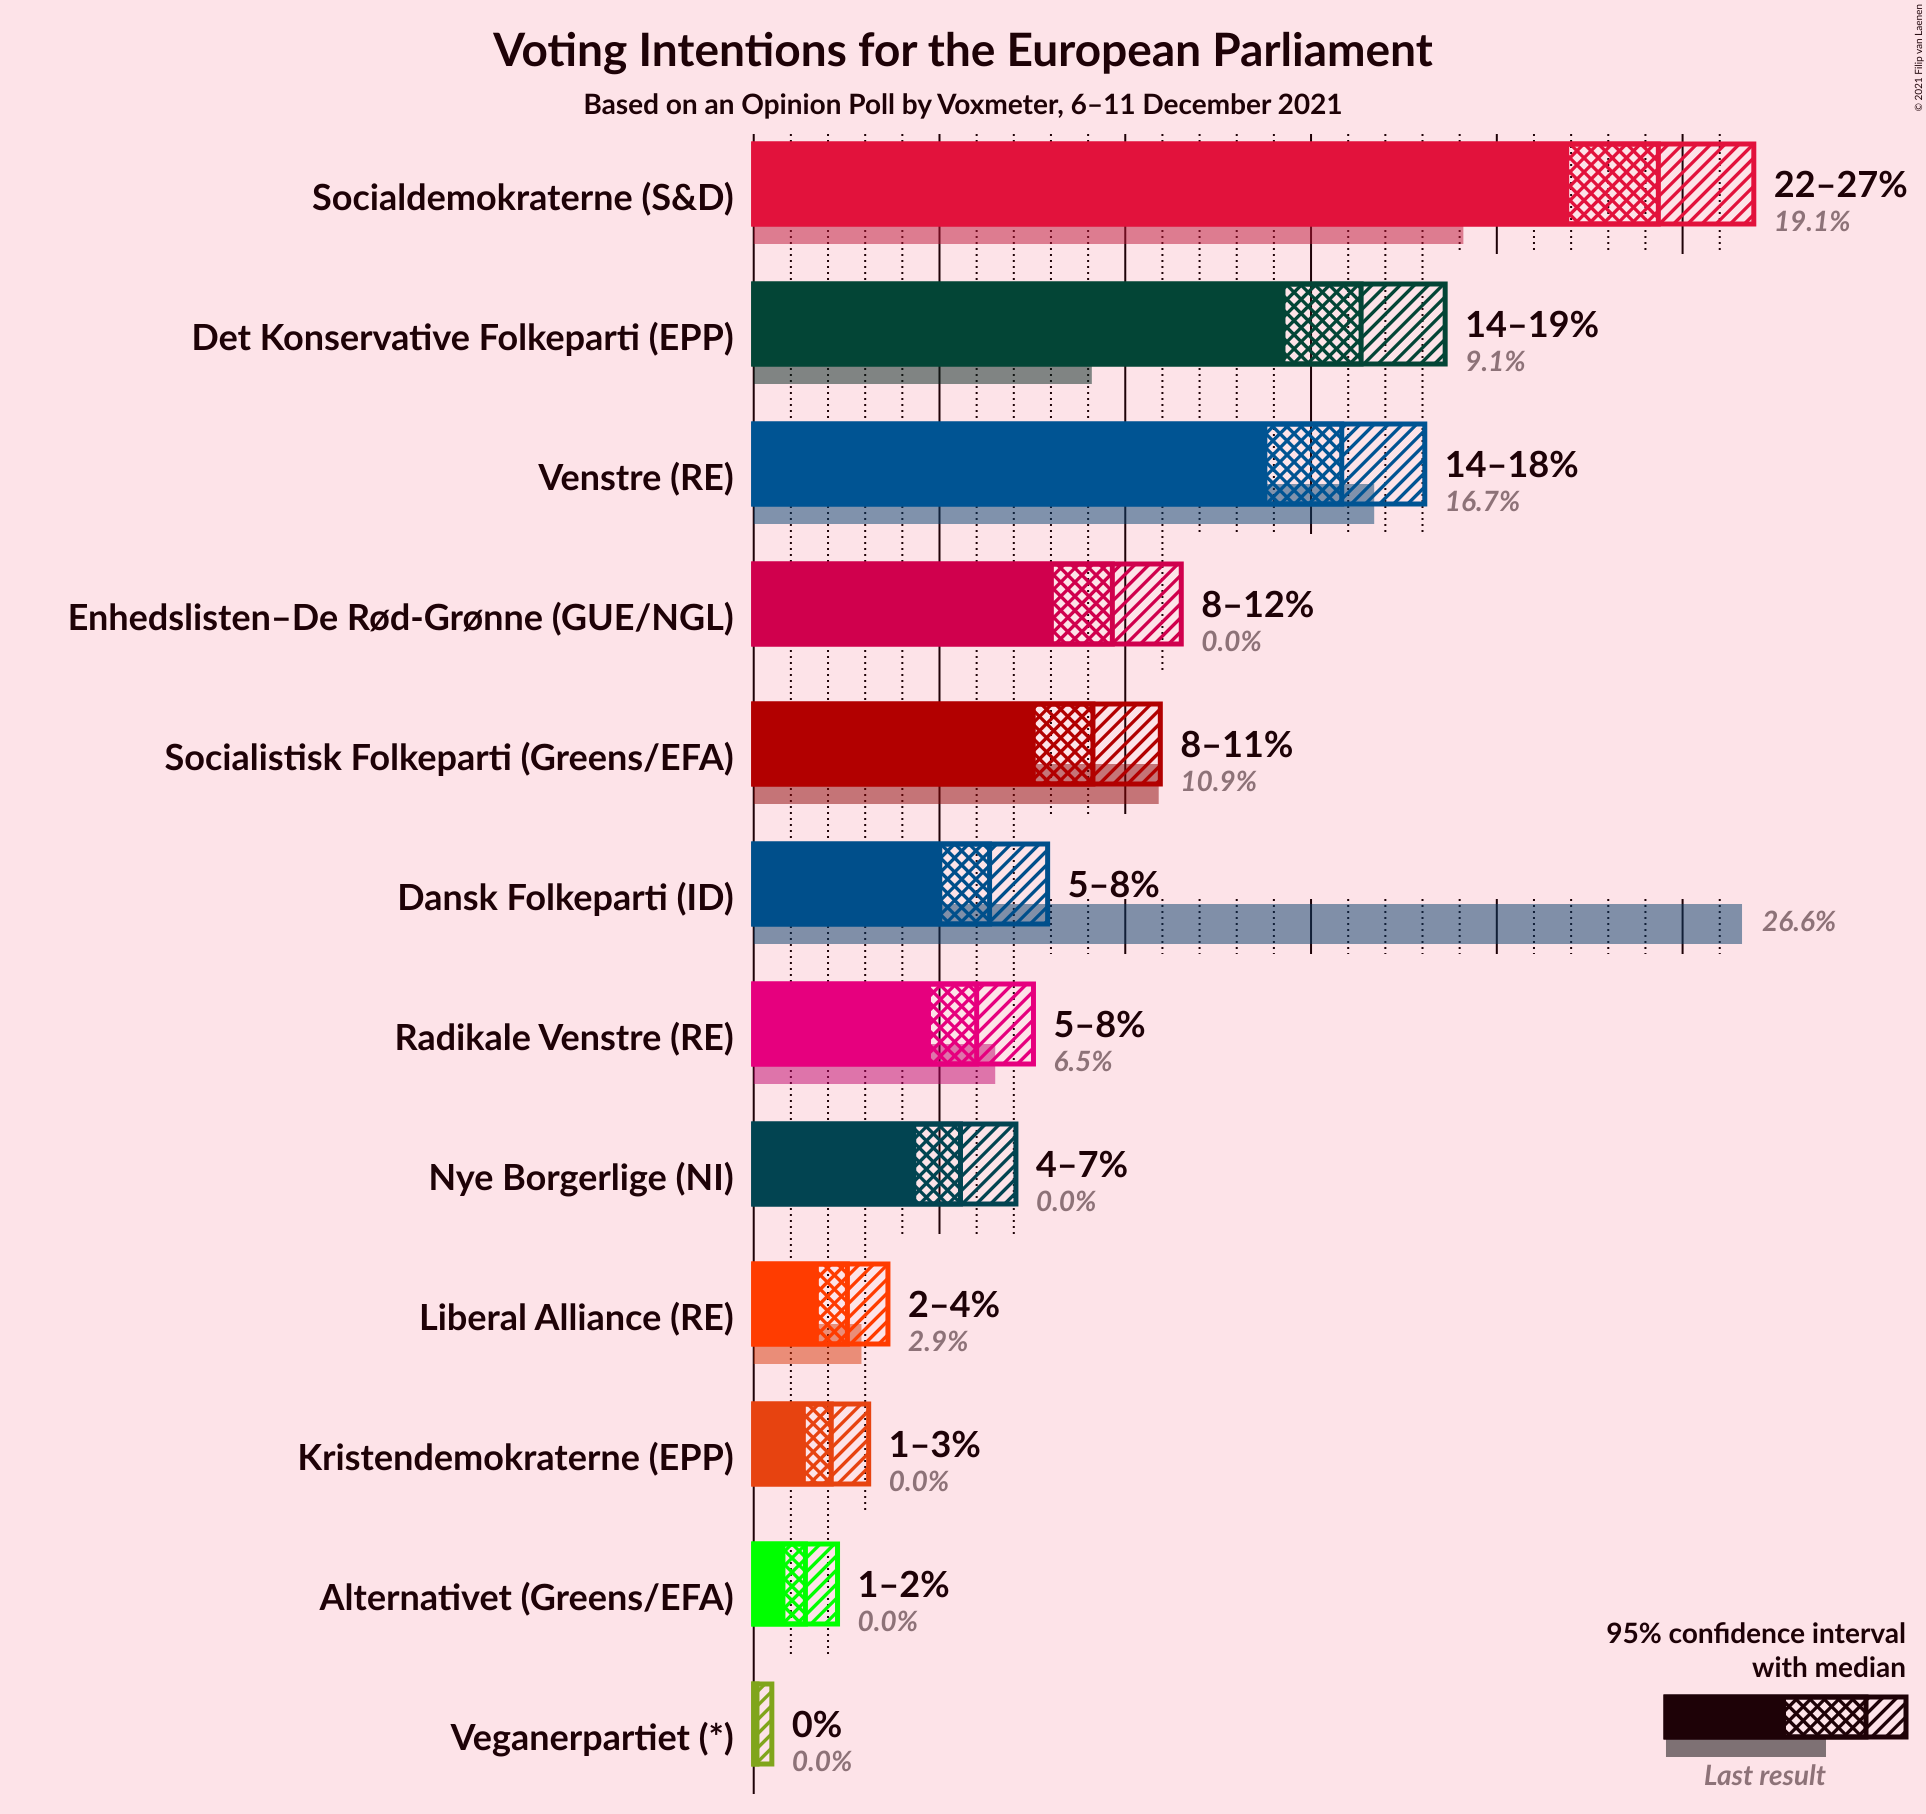 Voting Intentions for the European Parliament
Based on an Opinion Poll by Voxmeter, 6–11 December 2021
© 2021 Filip van Laenen
Socialdemokraterne (S&D)
22–27%
19.1%
Det Konservative Folkeparti (EPP)
14–19%
9.1%
Venstre (RE)
14–18%
16.7%
Enhedslisten–De Rød-Grønne (GUE/NGL)
8–12%
0.0%
Socialistisk Folkeparti (Greens/EFA)
8–11%
10.9%
Dansk Folkeparti (ID)
5–8%
26.6%
Radikale Venstre (RE)
5–8%
6.5%
Nye Borgerlige (NI)
4–7%
0.0%
Liberal Alliance (RE)
2–4%
2.9%
Kristendemokraterne (EPP)
1–3%
0.0%
Alternativet (Greens/EFA)
1–2%
0.0%
Veganerpartiet (*)
0%
0.0%
95% confidence interval
with median
Last result